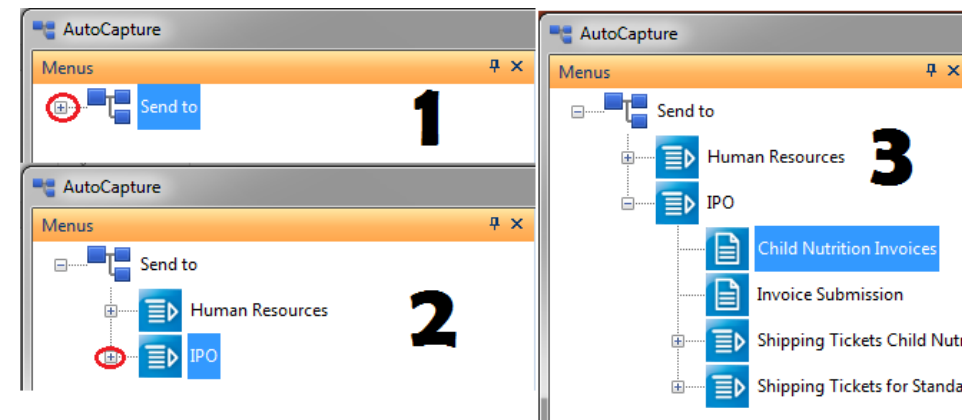 AutoCapture
Menus
Send to
1
AutoCapture
Menus
Send to
Human Resources
IPO
2
AutoCapture
Menus
Send to
Human Resources
3
IPO
Child Nutrition Invoices
Invoice Submission
Shipping Tickets Child Nutr
Shipping Tickets for Standa